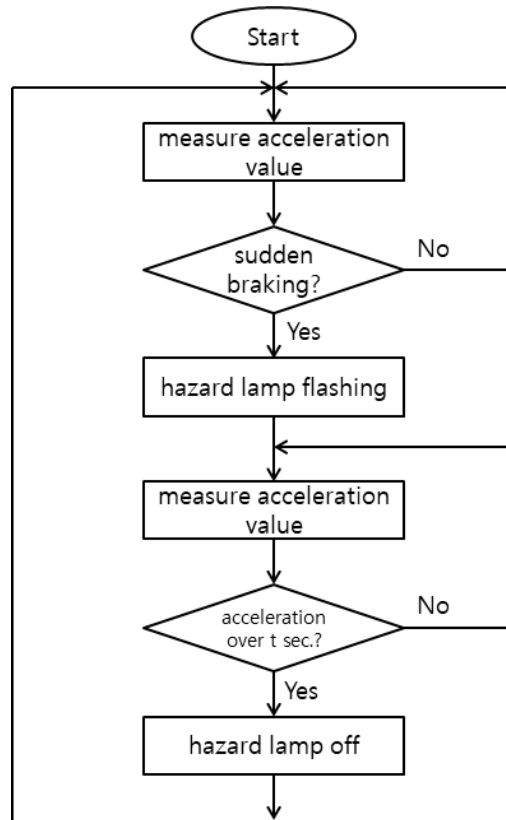 Start
measure acceleration
value
sudden
braking?
No
Yes
hazard lamp flashing
measure acceleration
value
acceleration
over t sec.?
No
Yes
hazard lamp off